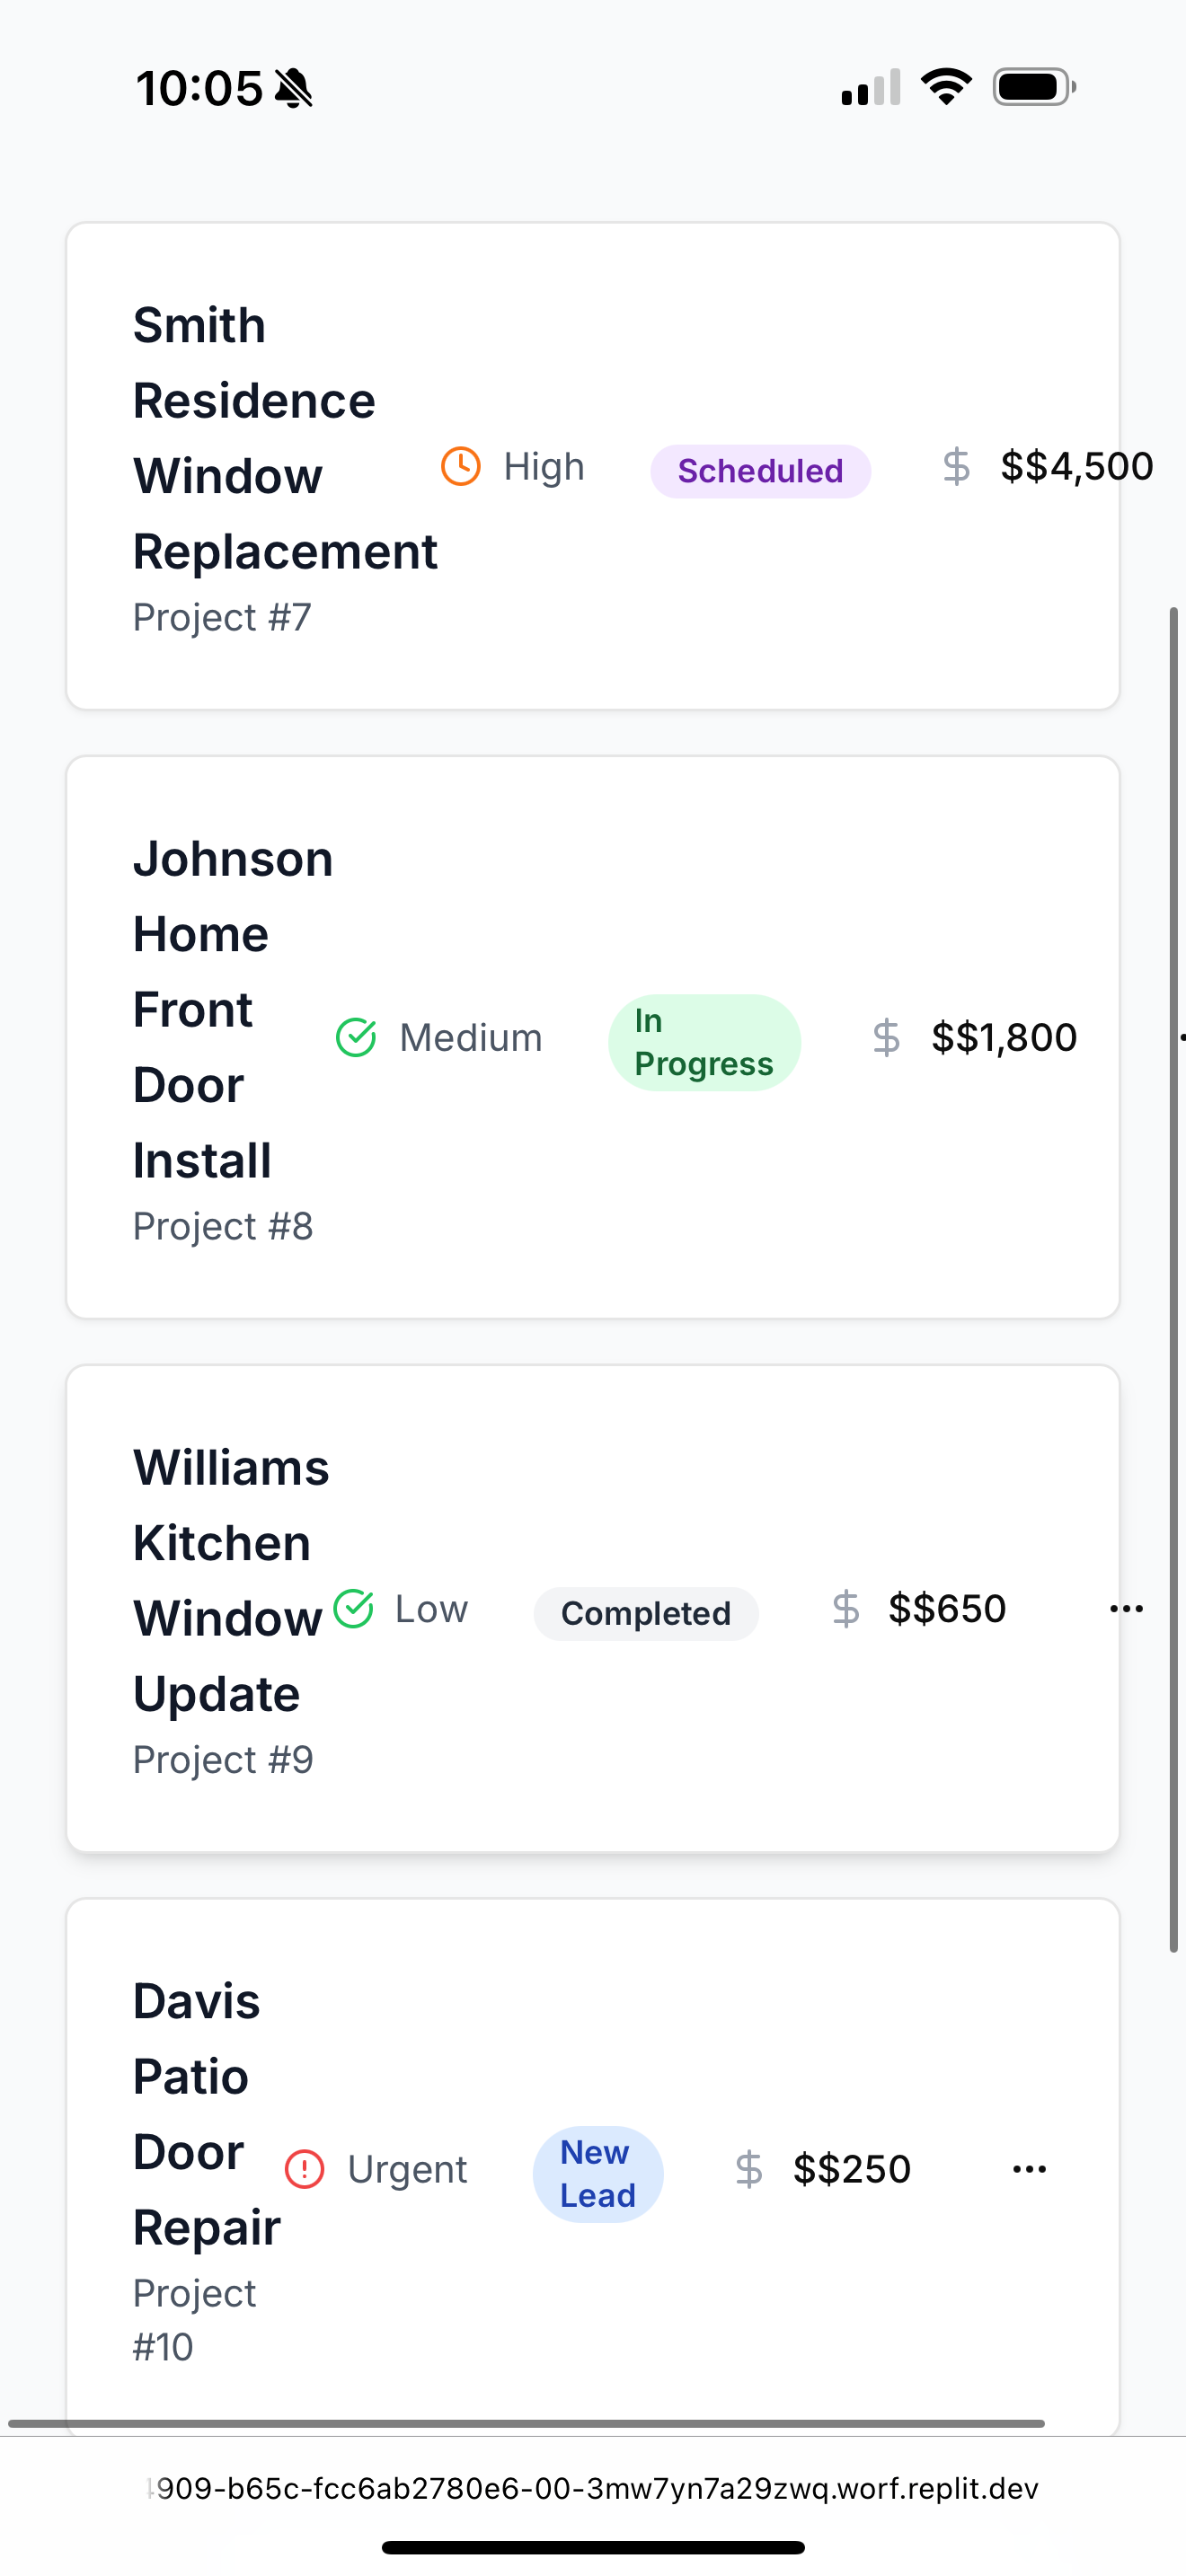 10:05
Smith
Residence
Window
Replacement
High
Scheduled
$ $$4,500
Project #7
Johnson
Home
Front
Door
Install
Medium
In
Progress
$ $$1,800
Project #8
Williams
Kitchen
Window
Update
Low
Completed
$ $$650
...
Project #9
Davis
Patio
Door
Repair
Urgent
New
Lead
$ $$250
...
Project
#10
909-b65c-fcc6ab2780e6-00-3mw7yn7a29zwq.worf.replit.dev